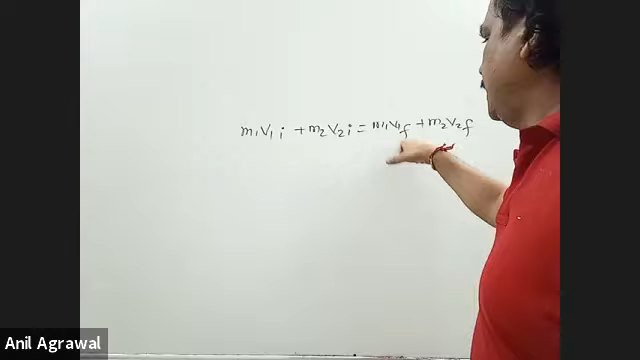 m₁v₁i + m₂v₂i = m₁v₁f + m₂v₂f
Anil Agrawal